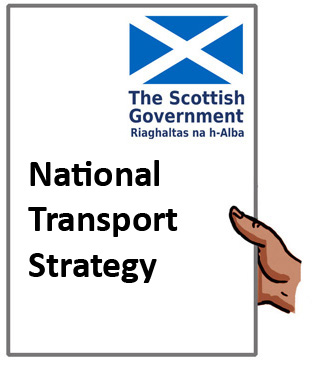 The Scottish
Government
Riaghaltas na h-Alba
National
Transport
Strategy